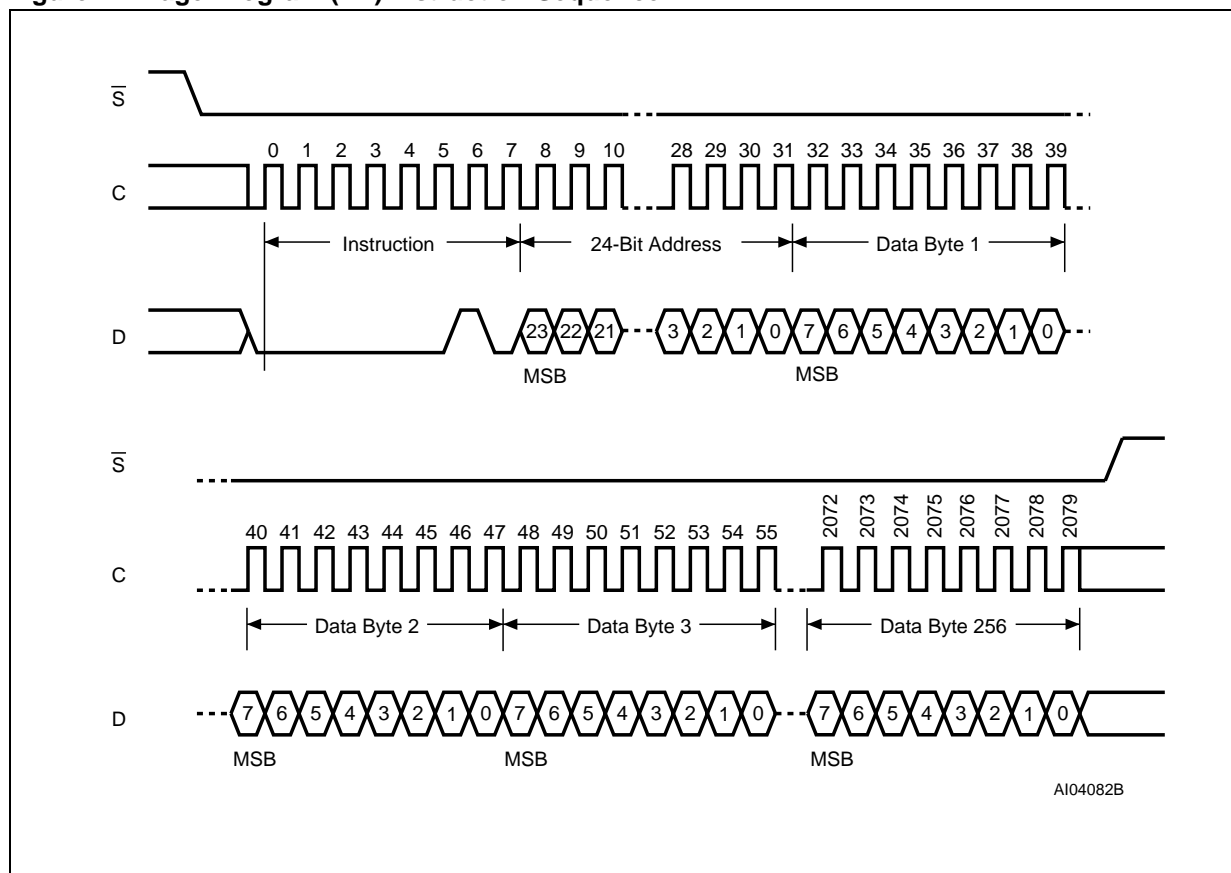 S
0 1 2 3 4 5 6 7 8 9 10 28 29 30 31 32 33 34 35 36 37 38 39
C
Instruction 24-Bit Address Data Byte 1
D 23 22 21 3 2 1 0 7 6 5 4 3 2 1 0
MSB MSB
S
40 41 42 43 44 45 46 47 48 49 50 51 52 53 54 55 2072 2073 2074 2075 2076 2077 2078 2079
C
Data Byte 2 Data Byte 3 Data Byte 256
D 7 6 5 4 3 2 1 0 7 6 5 4 3 2 1 0 7 6 5 4 3 2 1 0
MSB MSB MSB
AI04082B